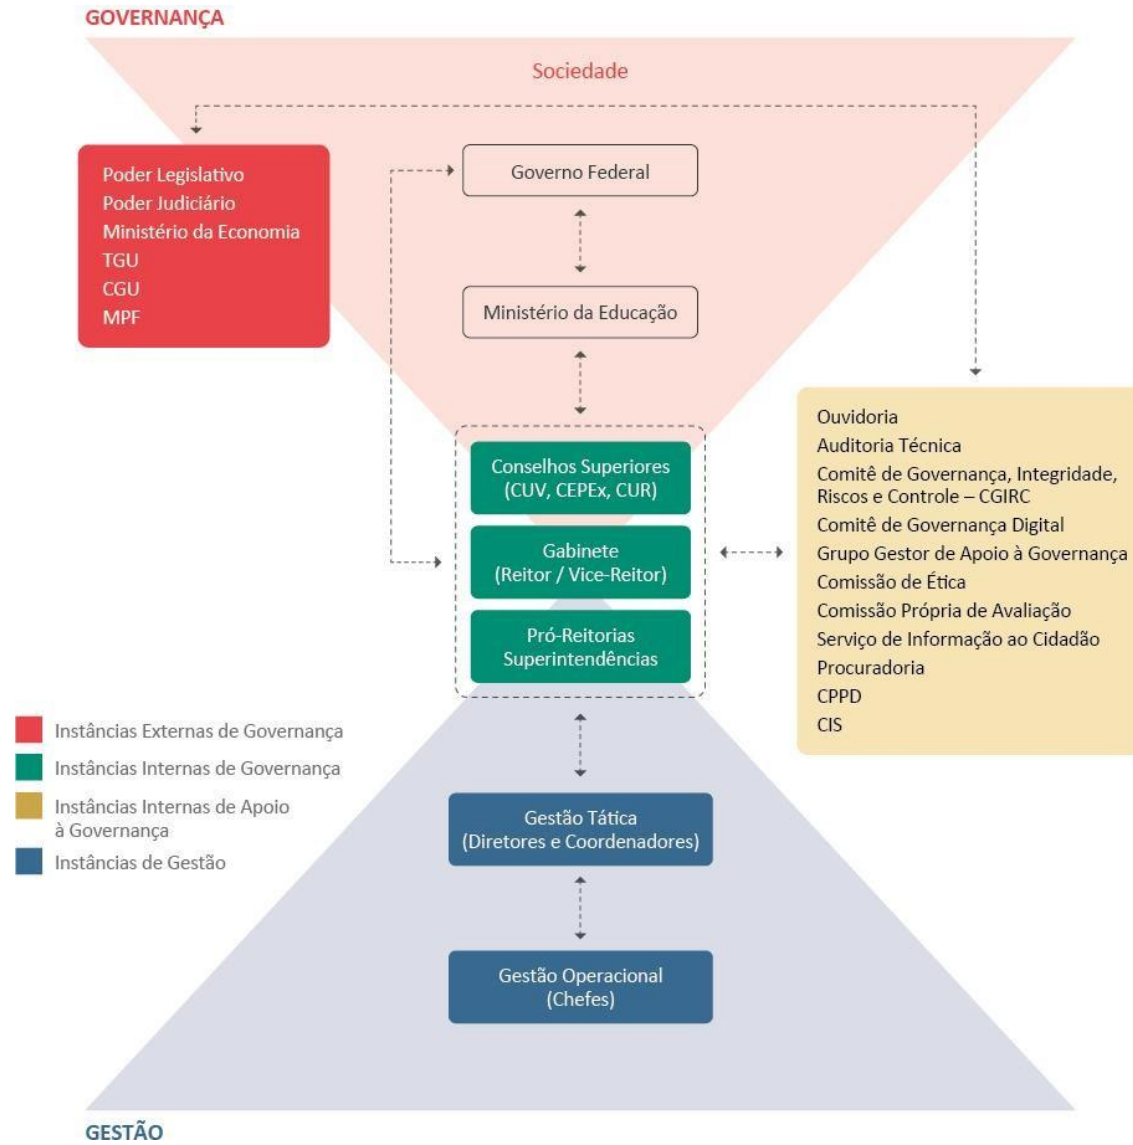 GOVERNANÇA
Sociedade
Poder Legislativo
Poder Judiciário
Ministério da Economia
TGU
CGU
MPF
Governo Federal
Ministério da Educação
Conselhos Superiores
(CUV, CEPEx, CUR)
Gabinete
(Reitor / Vice-Reitor)
Pró-Reitorias
Superintendências
Ouvidoria
Auditoria Técnica
Comitê de Governança, Integridade,
Riscos e Controle – CGIRC
Comitê de Governança Digital
Grupo Gestor de Apoio à Governança
Comissão de Ética
Comissão Própria de Avaliação
Serviço de Informação ao Cidadão
Procuradoria
CPPD
CIS
Instâncias Externas de Governança
Instâncias Internas de Governança
Instâncias Internas de Apoio
à Governança
Instâncias de Gestão
Gestão Tática
(Diretores e Coordenadores)
Gestão Operacional
(Chefes)
GESTÃO